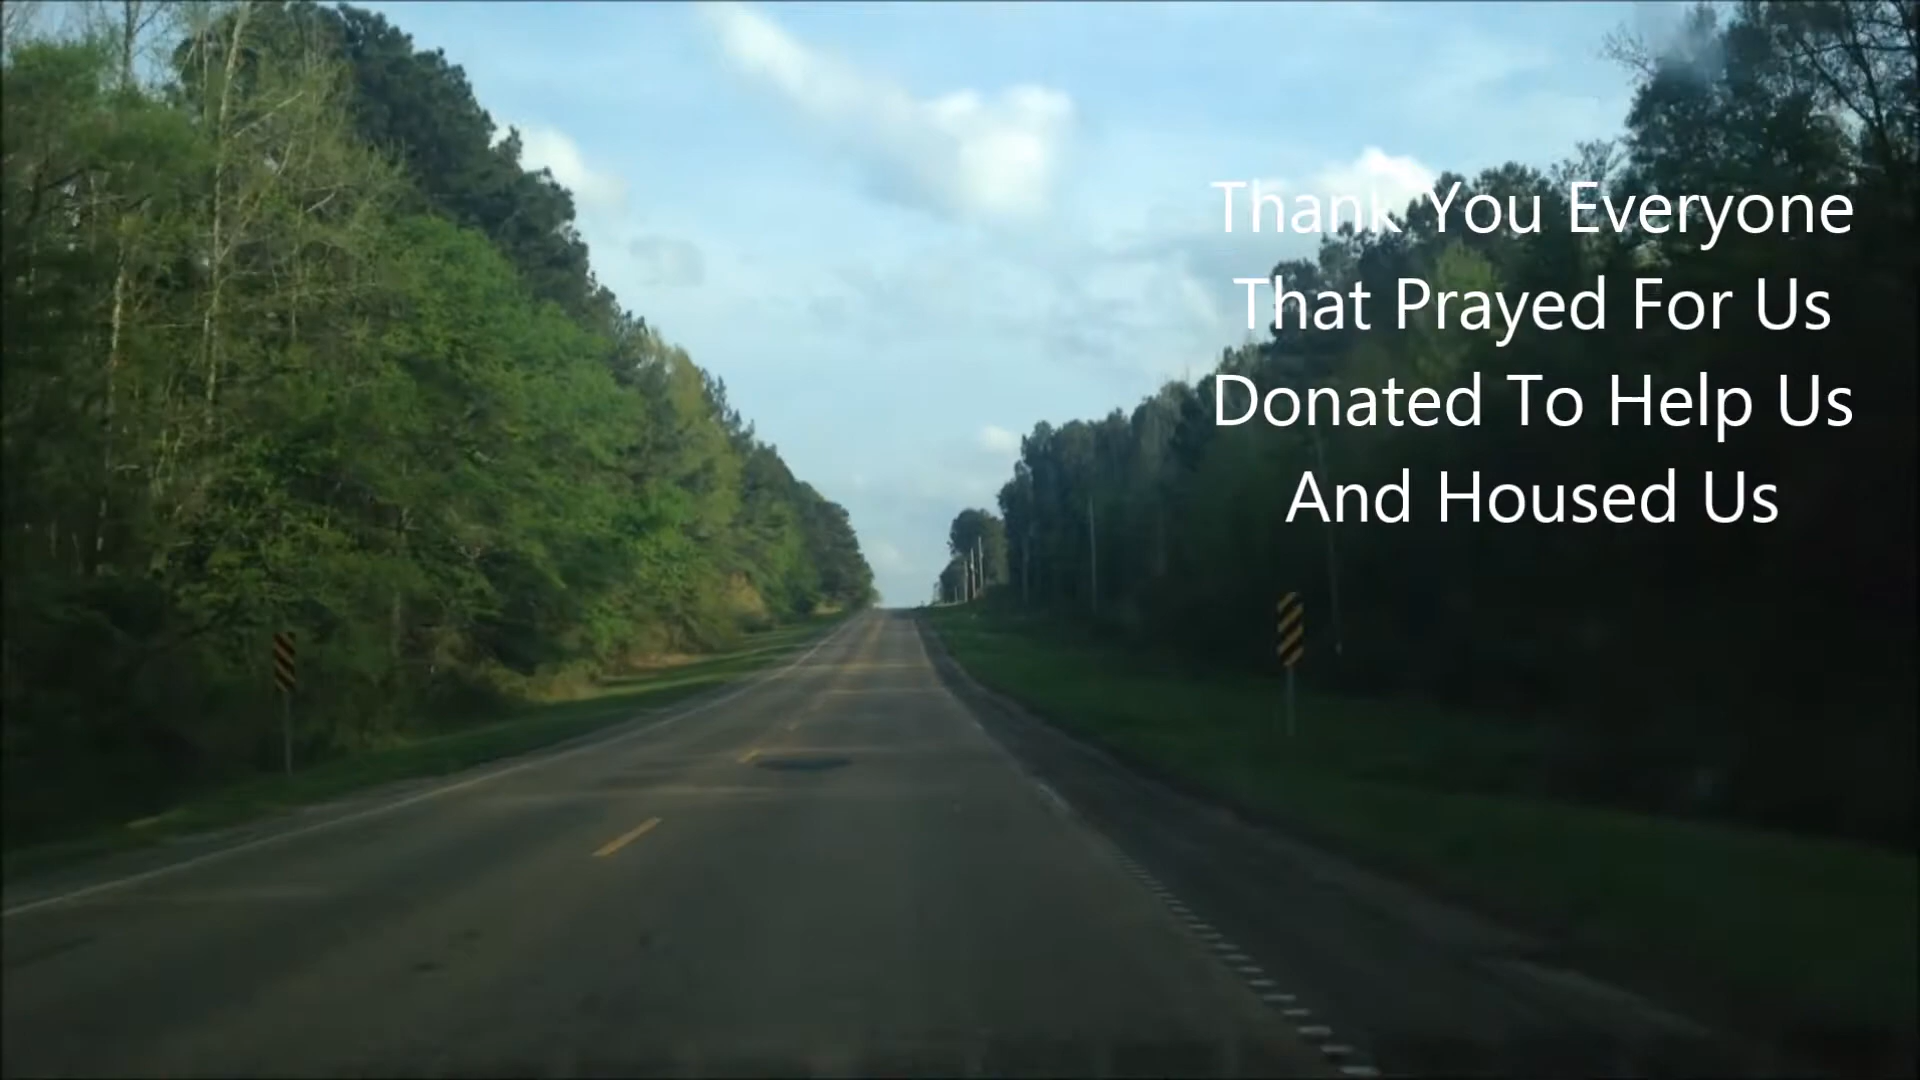 Thank You Everyone
That Prayed For Us
Donated To Help Us
And Housed Us